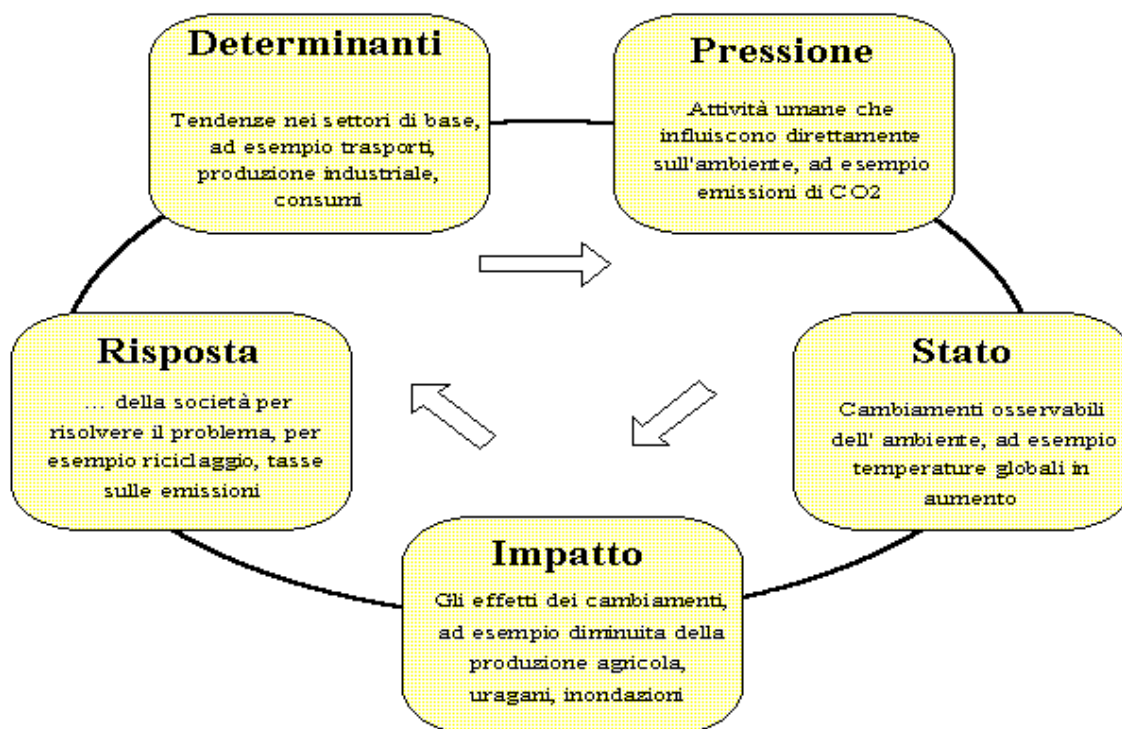 Determinanti
Tendenze nei settori di base,
ad esempio trasporti,
produzione industriale,
consumi
Pressione
Attività umane che
influiscono direttamente
sull'ambiente, ad esempio
emissioni di CO2
Stato
Cambiamenti osservabili
dell' ambiente, ad esempio
temperature globali in
aumento
Impatto
Gli effetti dei cambiamenti,
ad esempio diminuita della
produzione agricola,
uragani, inondazioni
Risposta
... della società per
risolvere il problema, per
esempio riciclaggio, tasse
sulle emissioni